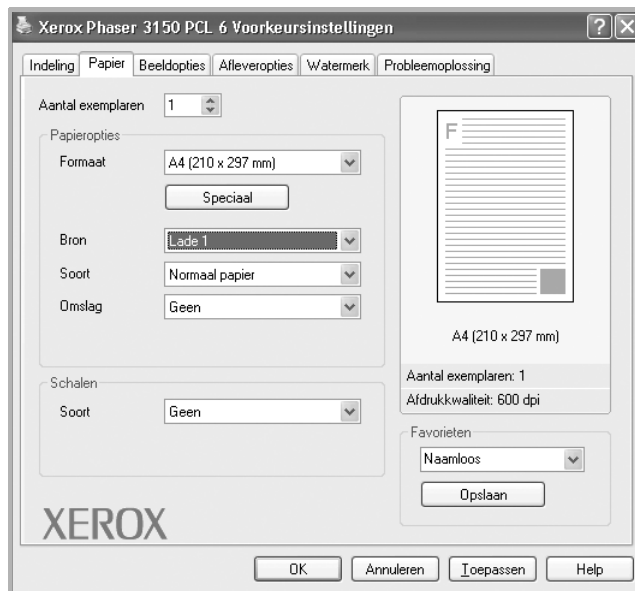 Xerox Phaser 3150 PCL 6 Voorkeursinstellingen
Indeling Papier Beeldopties Afleveropties Watermerk Probleemoplossing
Aantal exemplaren 1
Papieropties
Formaat A4 (210 x 297 mm)
Speciaal
Bron Lade 1
Soort Normaal papier
Omslag Geen
Schalen
Soort Geen
XEROX
F
A4 (210 x 297 mm)
Aantal exemplaren: 1
Afdrukkwaliteit: 600 dpi
Favorieten
Naamloos
Opslaan
OK Annuleren Toepassen Help